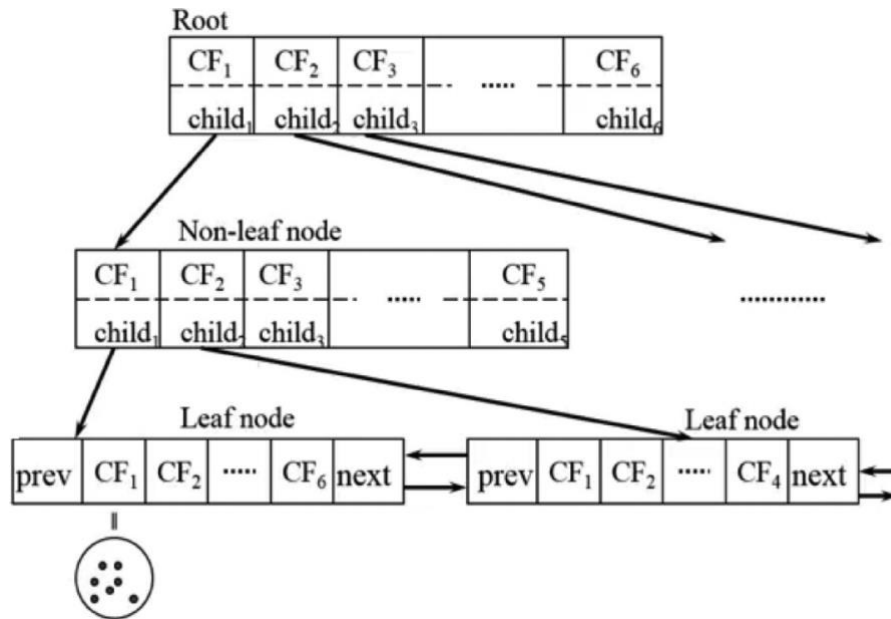 Root
CF₁ CF₂ CF₃ ..... CF₆
child₁ child₂ child₃ child₆
Non-leaf node
CF₁ CF₂ CF₃ ..... CF₅
child₁ child₂ child₃ child₅
............
Leaf node Leaf node
prev CF₁ CF₂ ..... CF₆ next prev CF₁ CF₂ ..... CF₄ next